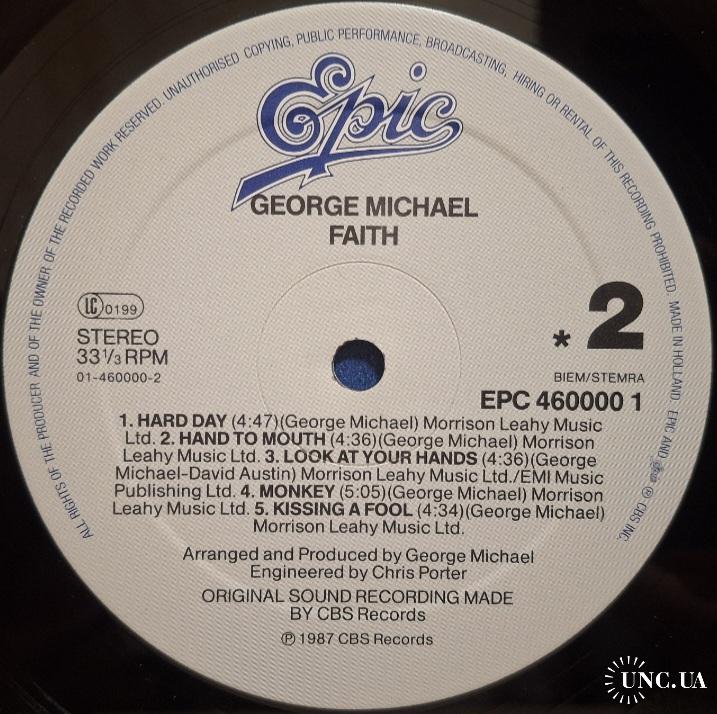 ALL RIGHTS OF THE PRODUCER AND OF THE OWNER OF THE RECORDED WORK RESERVED. UNAUTHORISED COPYING, PUBLIC PERFORMANCE, BROADCASTING, HIRING OR RENTAL OF THIS RECORDING PROHIBITED. MADE IN HOLLAND. EPIC AND Epic ℗ CBS INC.
Epic
GEORGE MICHAEL
FAITH
LC 0199
STEREO
33 1/3 RPM
01-460000-2
* 2
BIEM/STEMRA
EPC 460000 1
1. HARD DAY (4:47)(George Michael) Morrison Leahy Music
Ltd. 2. HAND TO MOUTH (4:36)(George Michael) Morrison
Leahy Music Ltd. 3. LOOK AT YOUR HANDS (4:36)(George
Michael-David Austin) Morrison Leahy Music Ltd./EMI Music
Publishing Ltd. 4. MONKEY (5:05)(George Michael) Morrison
Leahy Music Ltd. 5. KISSING A FOOL (4:34)(George Michael)
Morrison Leahy Music Ltd.
Arranged and Produced by George Michael
Engineered by Chris Porter
ORIGINAL SOUND RECORDING MADE
BY CBS Records
℗ 1987 CBS Records
UNC.UA